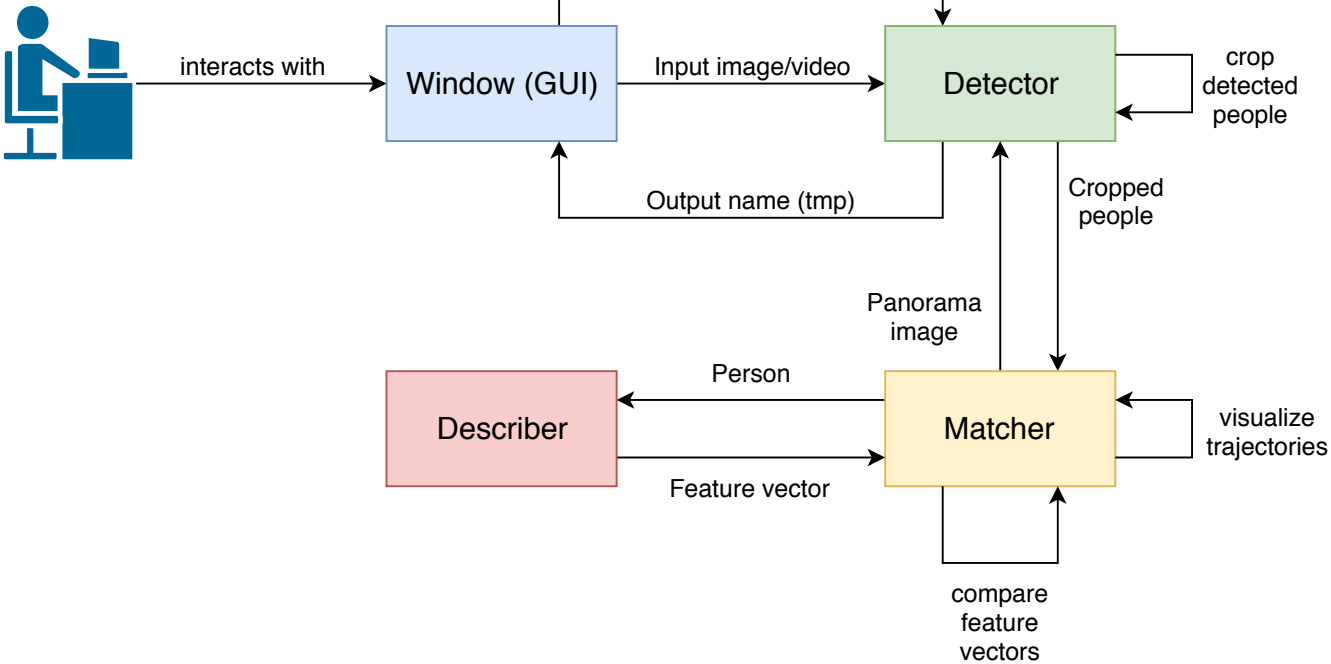 interacts with
Window (GUI)
Input image/video
Detector
crop
detected
people
Output name (tmp)
Cropped
people
Panorama
image
Describer
Person
Feature vector
Matcher
visualize
trajectories
compare
feature
vectors